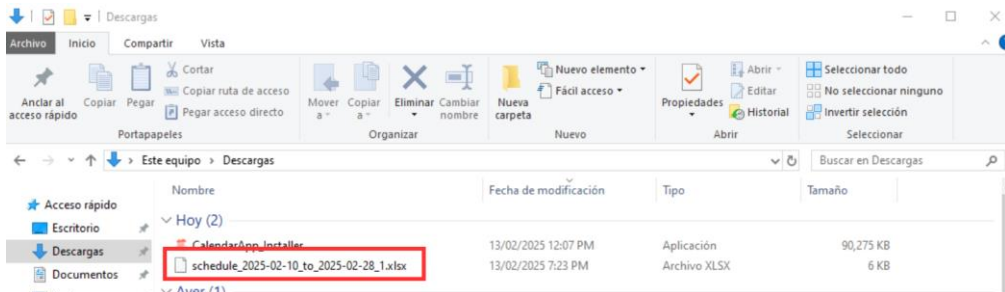 Descargas
Archivo Inicio Compartir Vista
Anclar al acceso rápido
Copiar
Pegar
Cortar
Copiar ruta de acceso
Pegar acceso directo
Portapapeles
Mover a
Copiar a
Eliminar
Cambiar nombre
Organizar
Nueva carpeta
Nuevo elemento
Fácil acceso
Nuevo
Propiedades
Abrir
Editar
Historial
Abrir
Seleccionar todo
No seleccionar ninguno
Invertir selección
Seleccionar
Este equipo > Descargas
Buscar en Descargas
Nombre Fecha de modificación Tipo Tamaño
Acceso rápido
Escritorio
Descargas
Documentos
Hoy (2)
CalendarApp_Installer 13/02/2025 12:07 PM Aplicación 90,275 KB
schedule_2025-02-10_to_2025-02-28_1.xlsx 13/02/2025 7:23 PM Archivo XLSX 6 KB
Ayer (1)